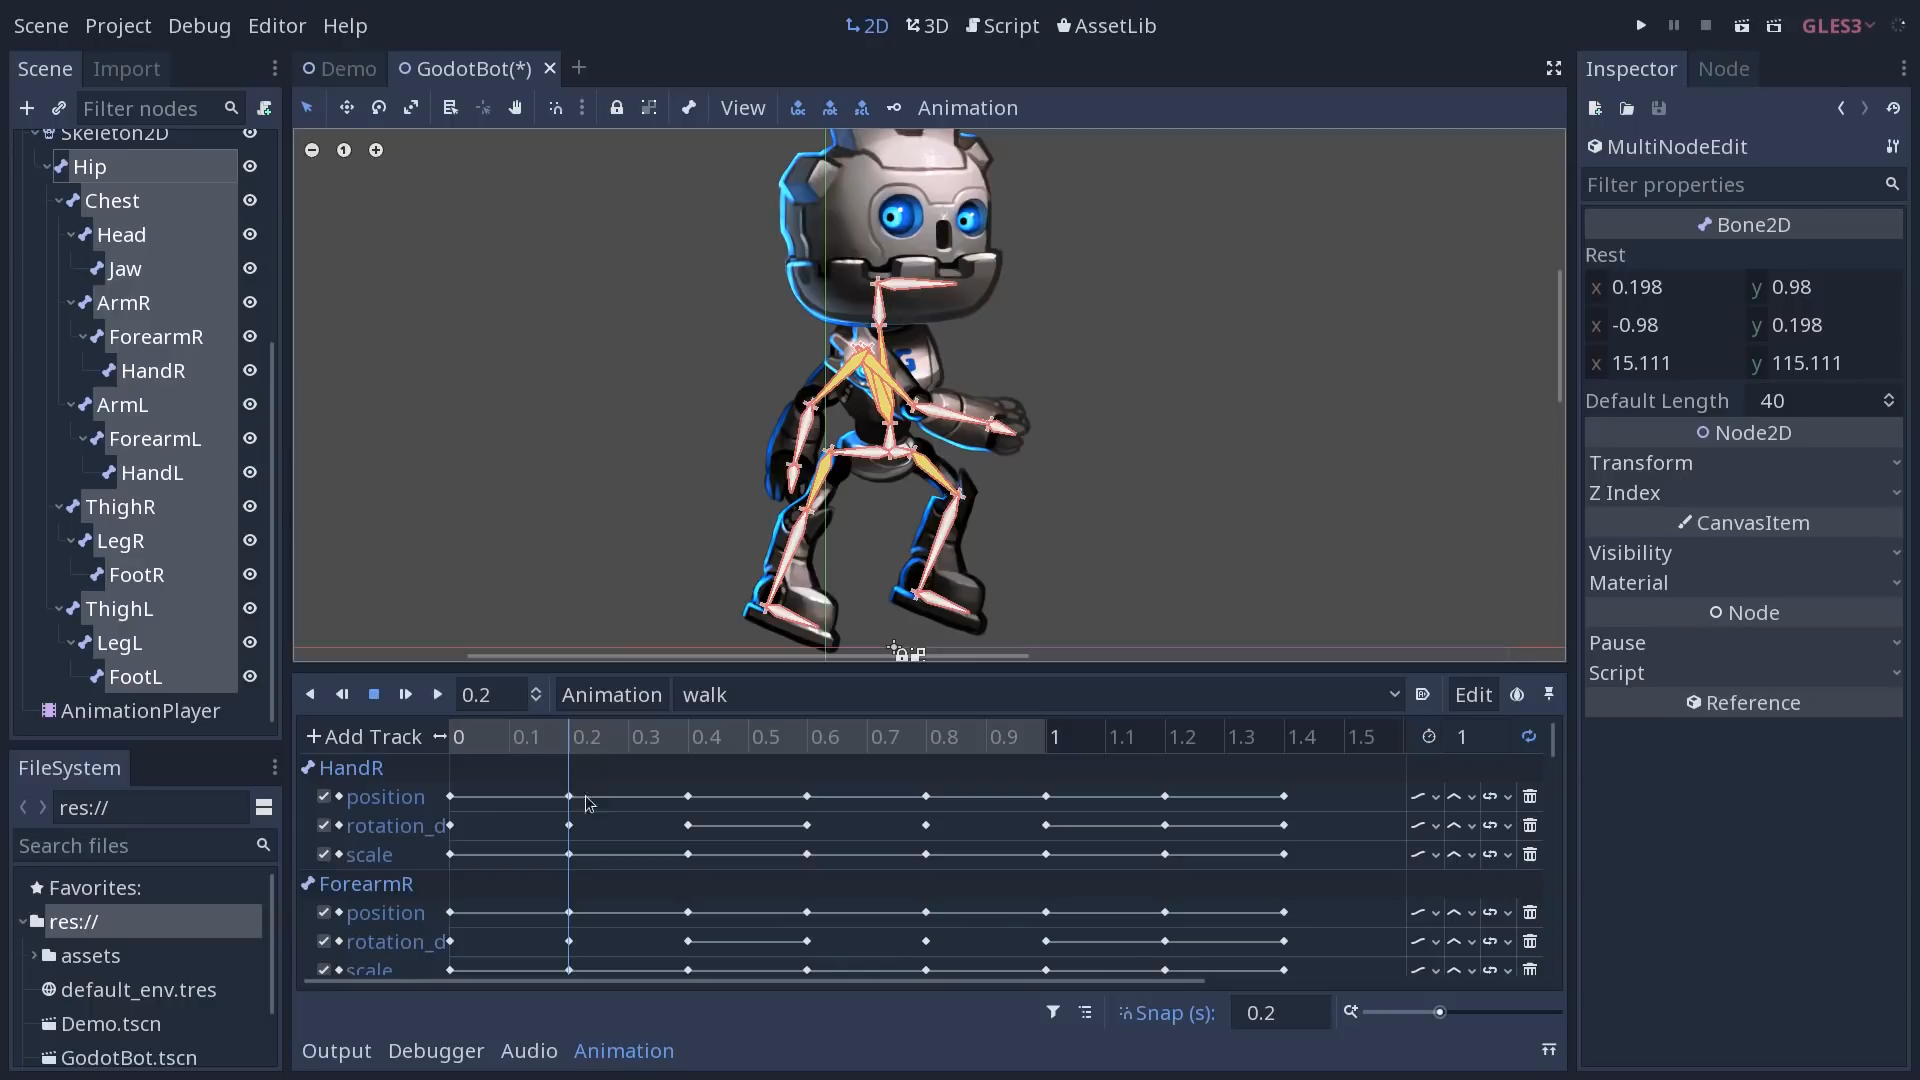 Scene Project Debug Editor Help
2D 3D Script AssetLib
GLES3
Scene Import
Filter nodes
Skeleton2D
Hip
Chest
Head
Jaw
ArmR
ForearmR
HandR
ArmL
ForearmL
HandL
ThighR
LegR
FootR
ThighL
LegL
FootL
AnimationPlayer
FileSystem
res://
Search files
Favorites:
res://
assets
default_env.tres
Demo.tscn
GodotBot.tscn
Demo GodotBot(*)
View loc rot scl Animation
1
G
0.2 Animation walk Edit
Add Track 0 0.1 0.2 0.3 0.4 0.5 0.6 0.7 0.8 0.9 1 1.1 1.2 1.3 1.4 1.5 1
HandR
position
rotation_d
scale
ForearmR
position
rotation_d
scale
Snap (s): 0.2
Output Debugger Audio Animation
Inspector Node
MultiNodeEdit
Filter properties
Bone2D
Rest
x 0.198 y 0.98
x -0.98 y 0.198
x 15.111 y 115.111
Default Length 40
Node2D
Transform
Z Index
CanvasItem
Visibility
Material
Node
Pause
Script
Reference